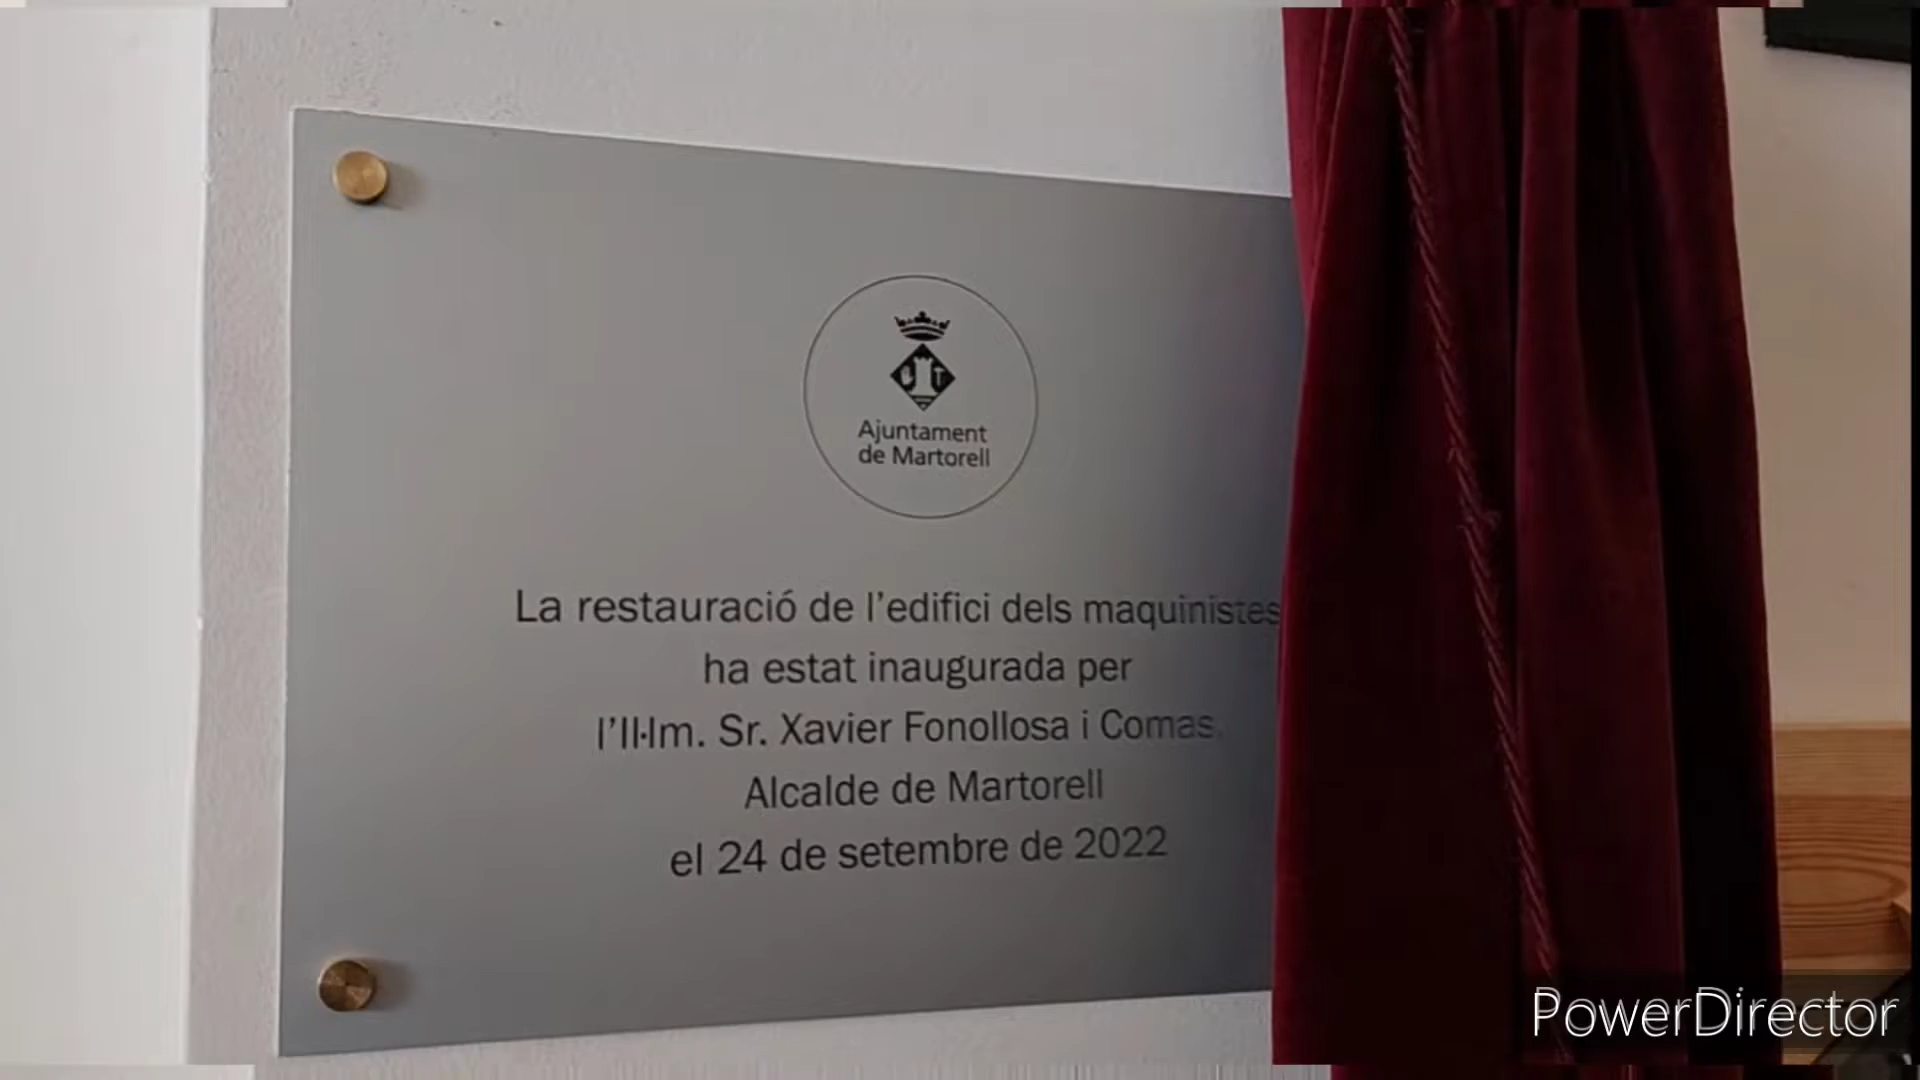 Ajuntament
de Martorell
La restauració de l'edifici dels maquinistes
ha estat inaugurada per
l'Il·lm. Sr. Xavier Fonollosa i Comas,
Alcalde de Martorell
el 24 de setembre de 2022
PowerDirector